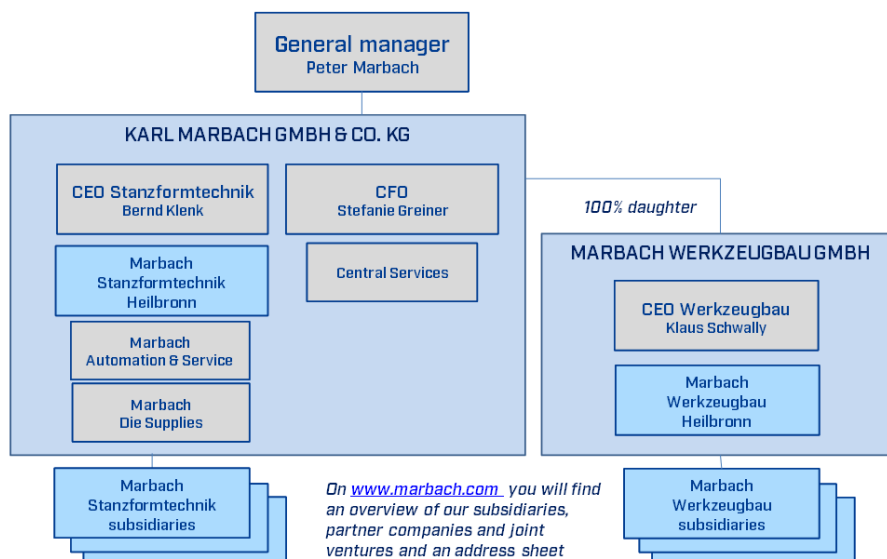 General manager
Peter Marbach
KARL MARBACH GMBH & CO. KG
CEO Stanzformtechnik
Bernd Klenk
CFO
Stefanie Greiner
Marbach
Stanzformtechnik
Heilbronn
Central Services
Marbach
Automation & Service
Marbach
Die Supplies
100% daughter
MARBACH WERKZEUGBAU GMBH
CEO Werkzeugbau
Klaus Schwally
Marbach
Werkzeugbau
Heilbronn
Marbach
Stanzformtechnik
subsidiaries
On www.marbach.com you will find
an overview of our subsidiaries,
partner companies and joint
ventures and an address sheet
Marbach
Werkzeugbau
subsidiaries